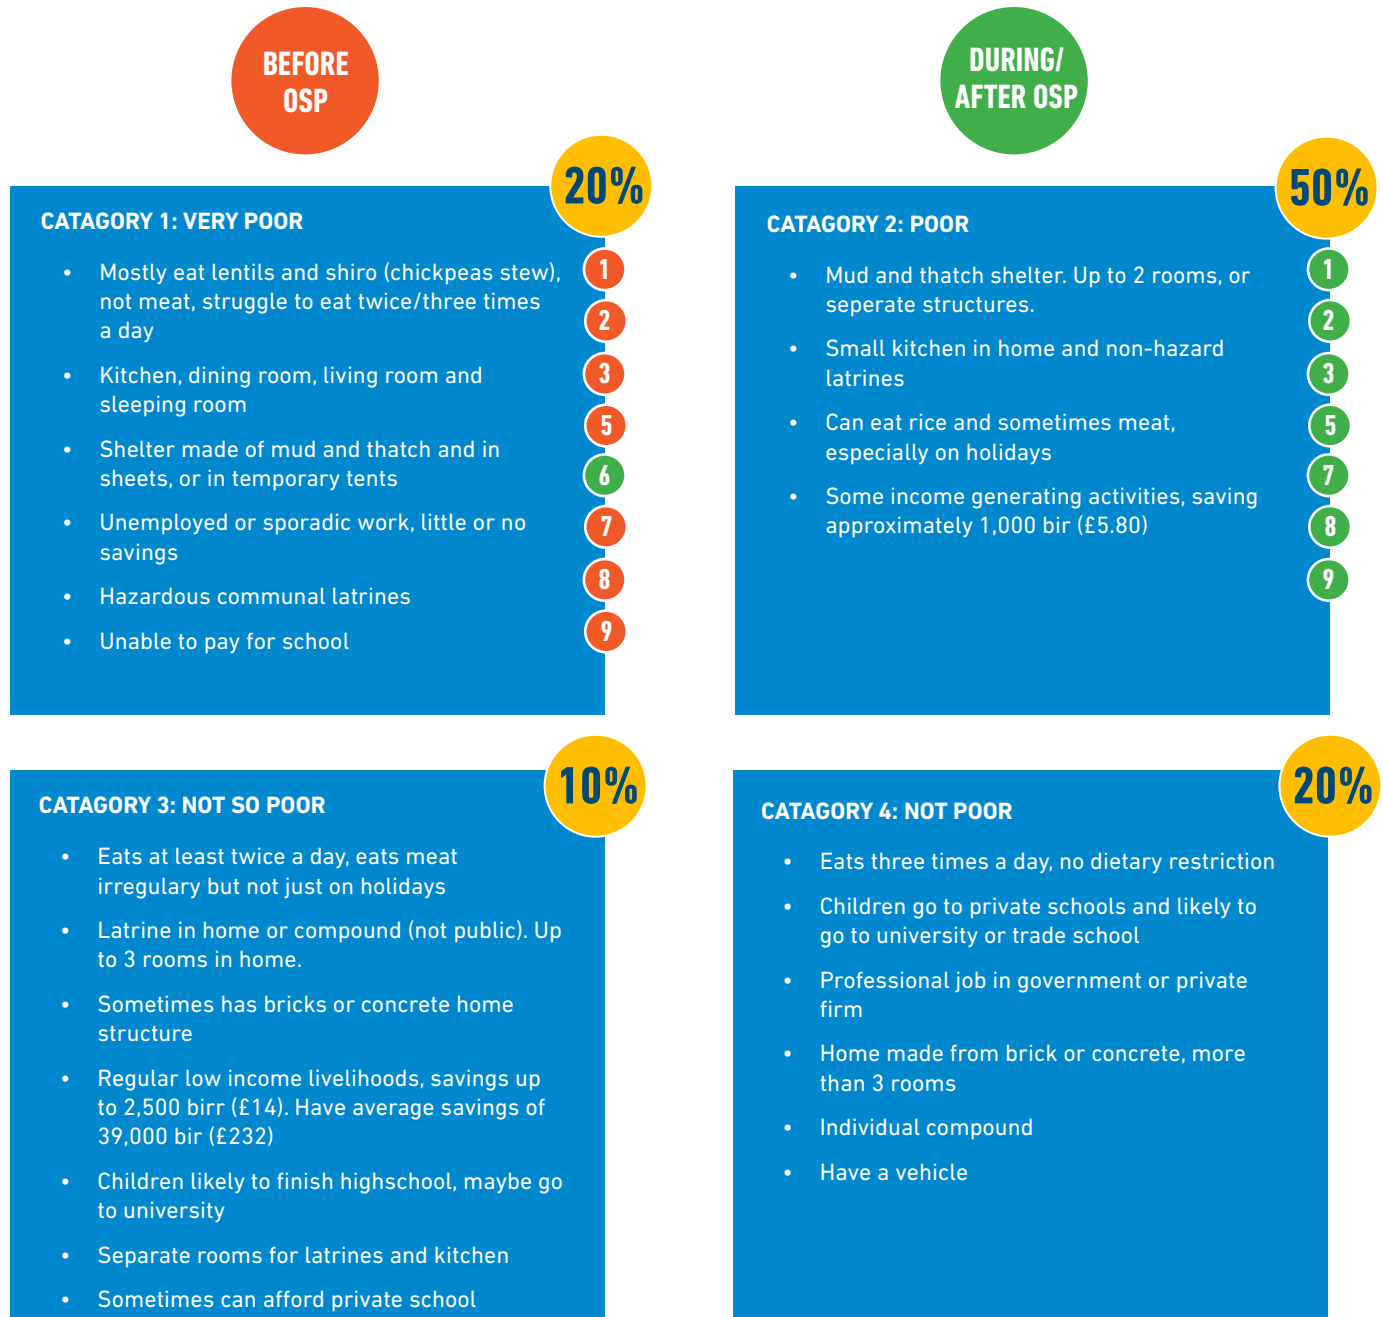 BEFORE
OSP
DURING/
AFTER OSP
20%
CATAGORY 1: VERY POOR
• Mostly eat lentils and shiro (chickpeas stew),
not meat, struggle to eat twice/three times
a day
• Kitchen, dining room, living room and
sleeping room
• Shelter made of mud and thatch and in
sheets, or in temporary tents
• Unemployed or sporadic work, little or no
savings
• Hazardous communal latrines
• Unable to pay for school
1
2
3
5
6
7
8
9
50%
CATAGORY 2: POOR
• Mud and thatch shelter. Up to 2 rooms, or
seperate structures.
• Small kitchen in home and non-hazard
latrines
• Can eat rice and sometimes meat,
especially on holidays
• Some income generating activities, saving
approximately 1,000 bir (£5.80)
1
2
3
5
7
8
9
10%
CATAGORY 3: NOT SO POOR
• Eats at least twice a day, eats meat
irregulary but not just on holidays
• Latrine in home or compound (not public). Up
to 3 rooms in home.
• Sometimes has bricks or concrete home
structure
• Regular low income livelihoods, savings up
to 2,500 birr (£14). Have average savings of
39,000 bir (£232)
• Children likely to finish highschool, maybe go
to university
• Separate rooms for latrines and kitchen
• Sometimes can afford private school
20%
CATAGORY 4: NOT POOR
• Eats three times a day, no dietary restriction
• Children go to private schools and likely to
go to university or trade school
• Professional job in government or private
firm
• Home made from brick or concrete, more
than 3 rooms
• Individual compound
• Have a vehicle